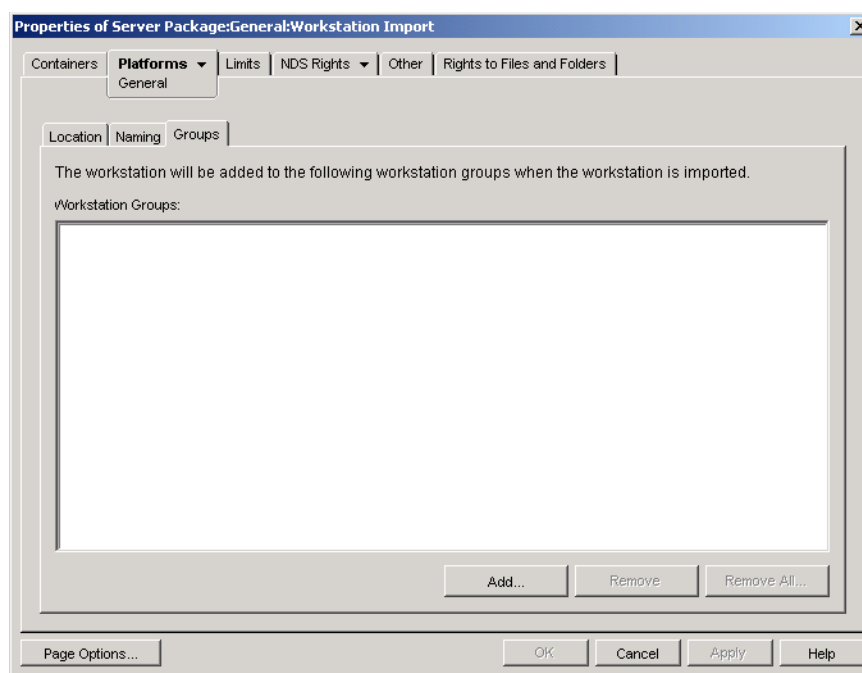 Properties of Server Package:General:Workstation Import
Containers Platforms Limits NDS Rights Other Rights to Files and Folders
General
Location Naming Groups
The workstation will be added to the following workstation groups when the workstation is imported.
Workstation Groups:
Add... Remove Remove All...
Page Options... OK Cancel Apply Help